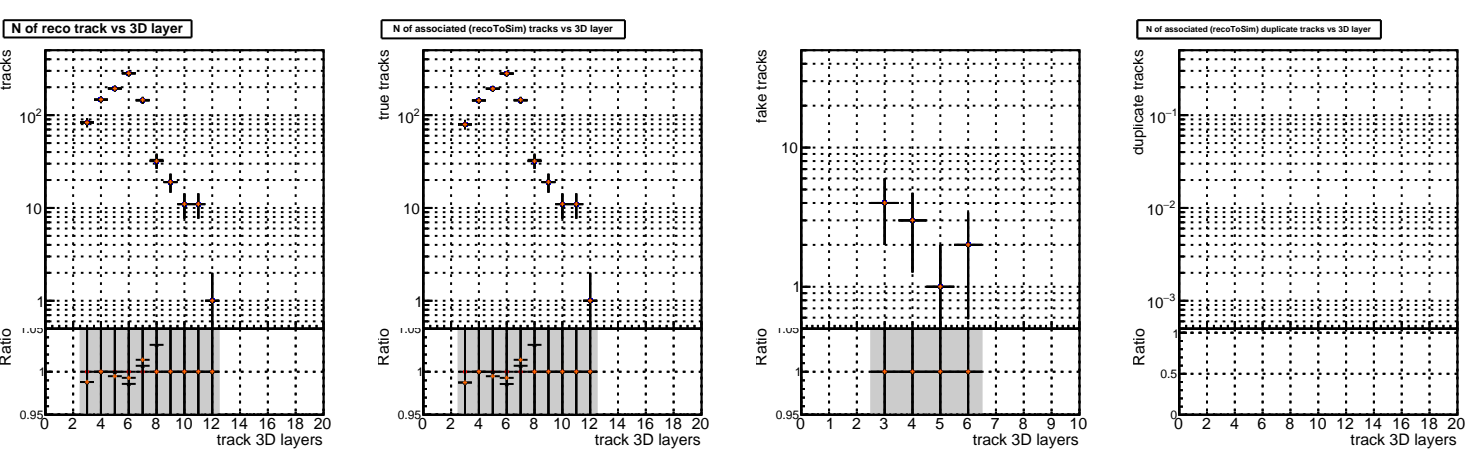 N of reco track vs 3D layer
tracks
10²
10
1
Ratio
1.05
1
0.95
0 2 4 6 8 10 12 14 16 18 20
track 3D layers
N of associated (recoToSim) tracks vs 3D layer
true tracks
10²
10
1
Ratio
1.05
1
0.95
0 2 4 6 8 10 12 14 16 18 20
track 3D layers
fake tracks
10
1
Ratio
1.05
1
0.95
0 1 2 3 4 5 6 7 8 9 10
track 3D layers
N of associated (recoToSim) duplicate tracks vs 3D layer
duplicate tracks
10⁻¹
10⁻²
10⁻³
Ratio
1
0.5
0
0 2 4 6 8 10 12 14 16 18 20
track 3D layers